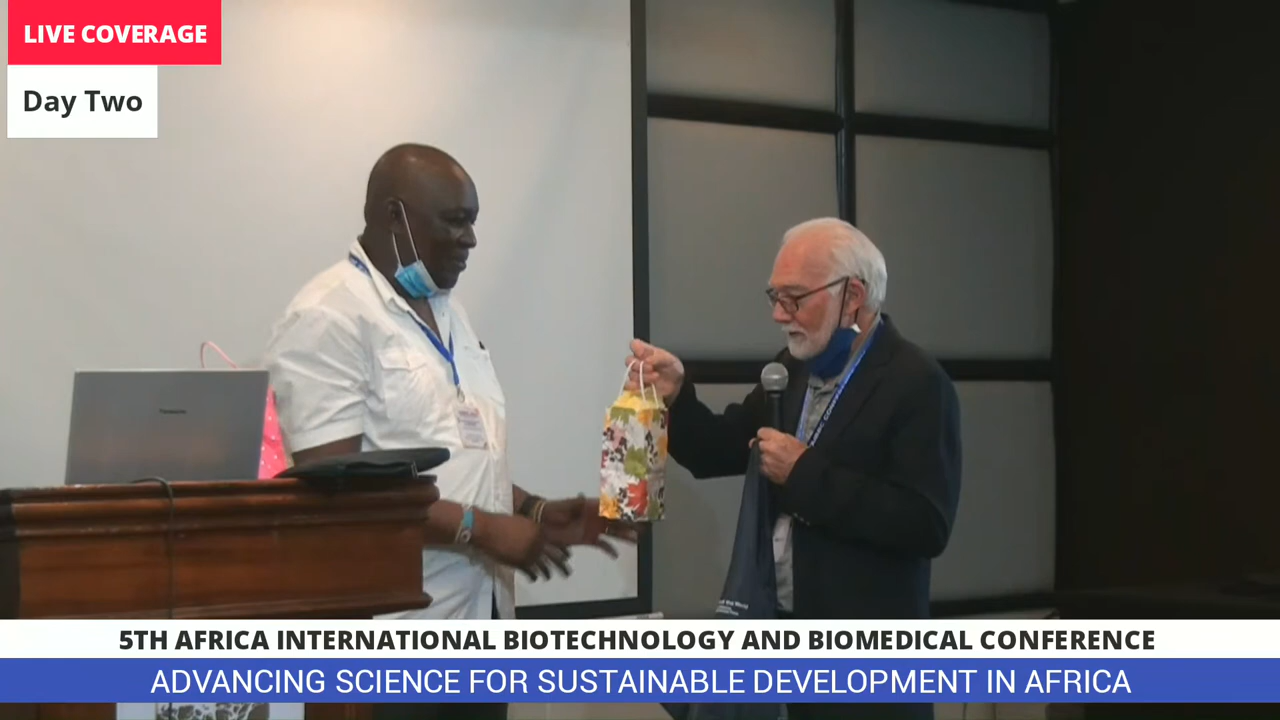 LIVE COVERAGE
Day Two
5TH AFRICA INTERNATIONAL BIOTECHNOLOGY AND BIOMEDICAL CONFERENCE
ADVANCING SCIENCE FOR SUSTAINABLE DEVELOPMENT IN AFRICA